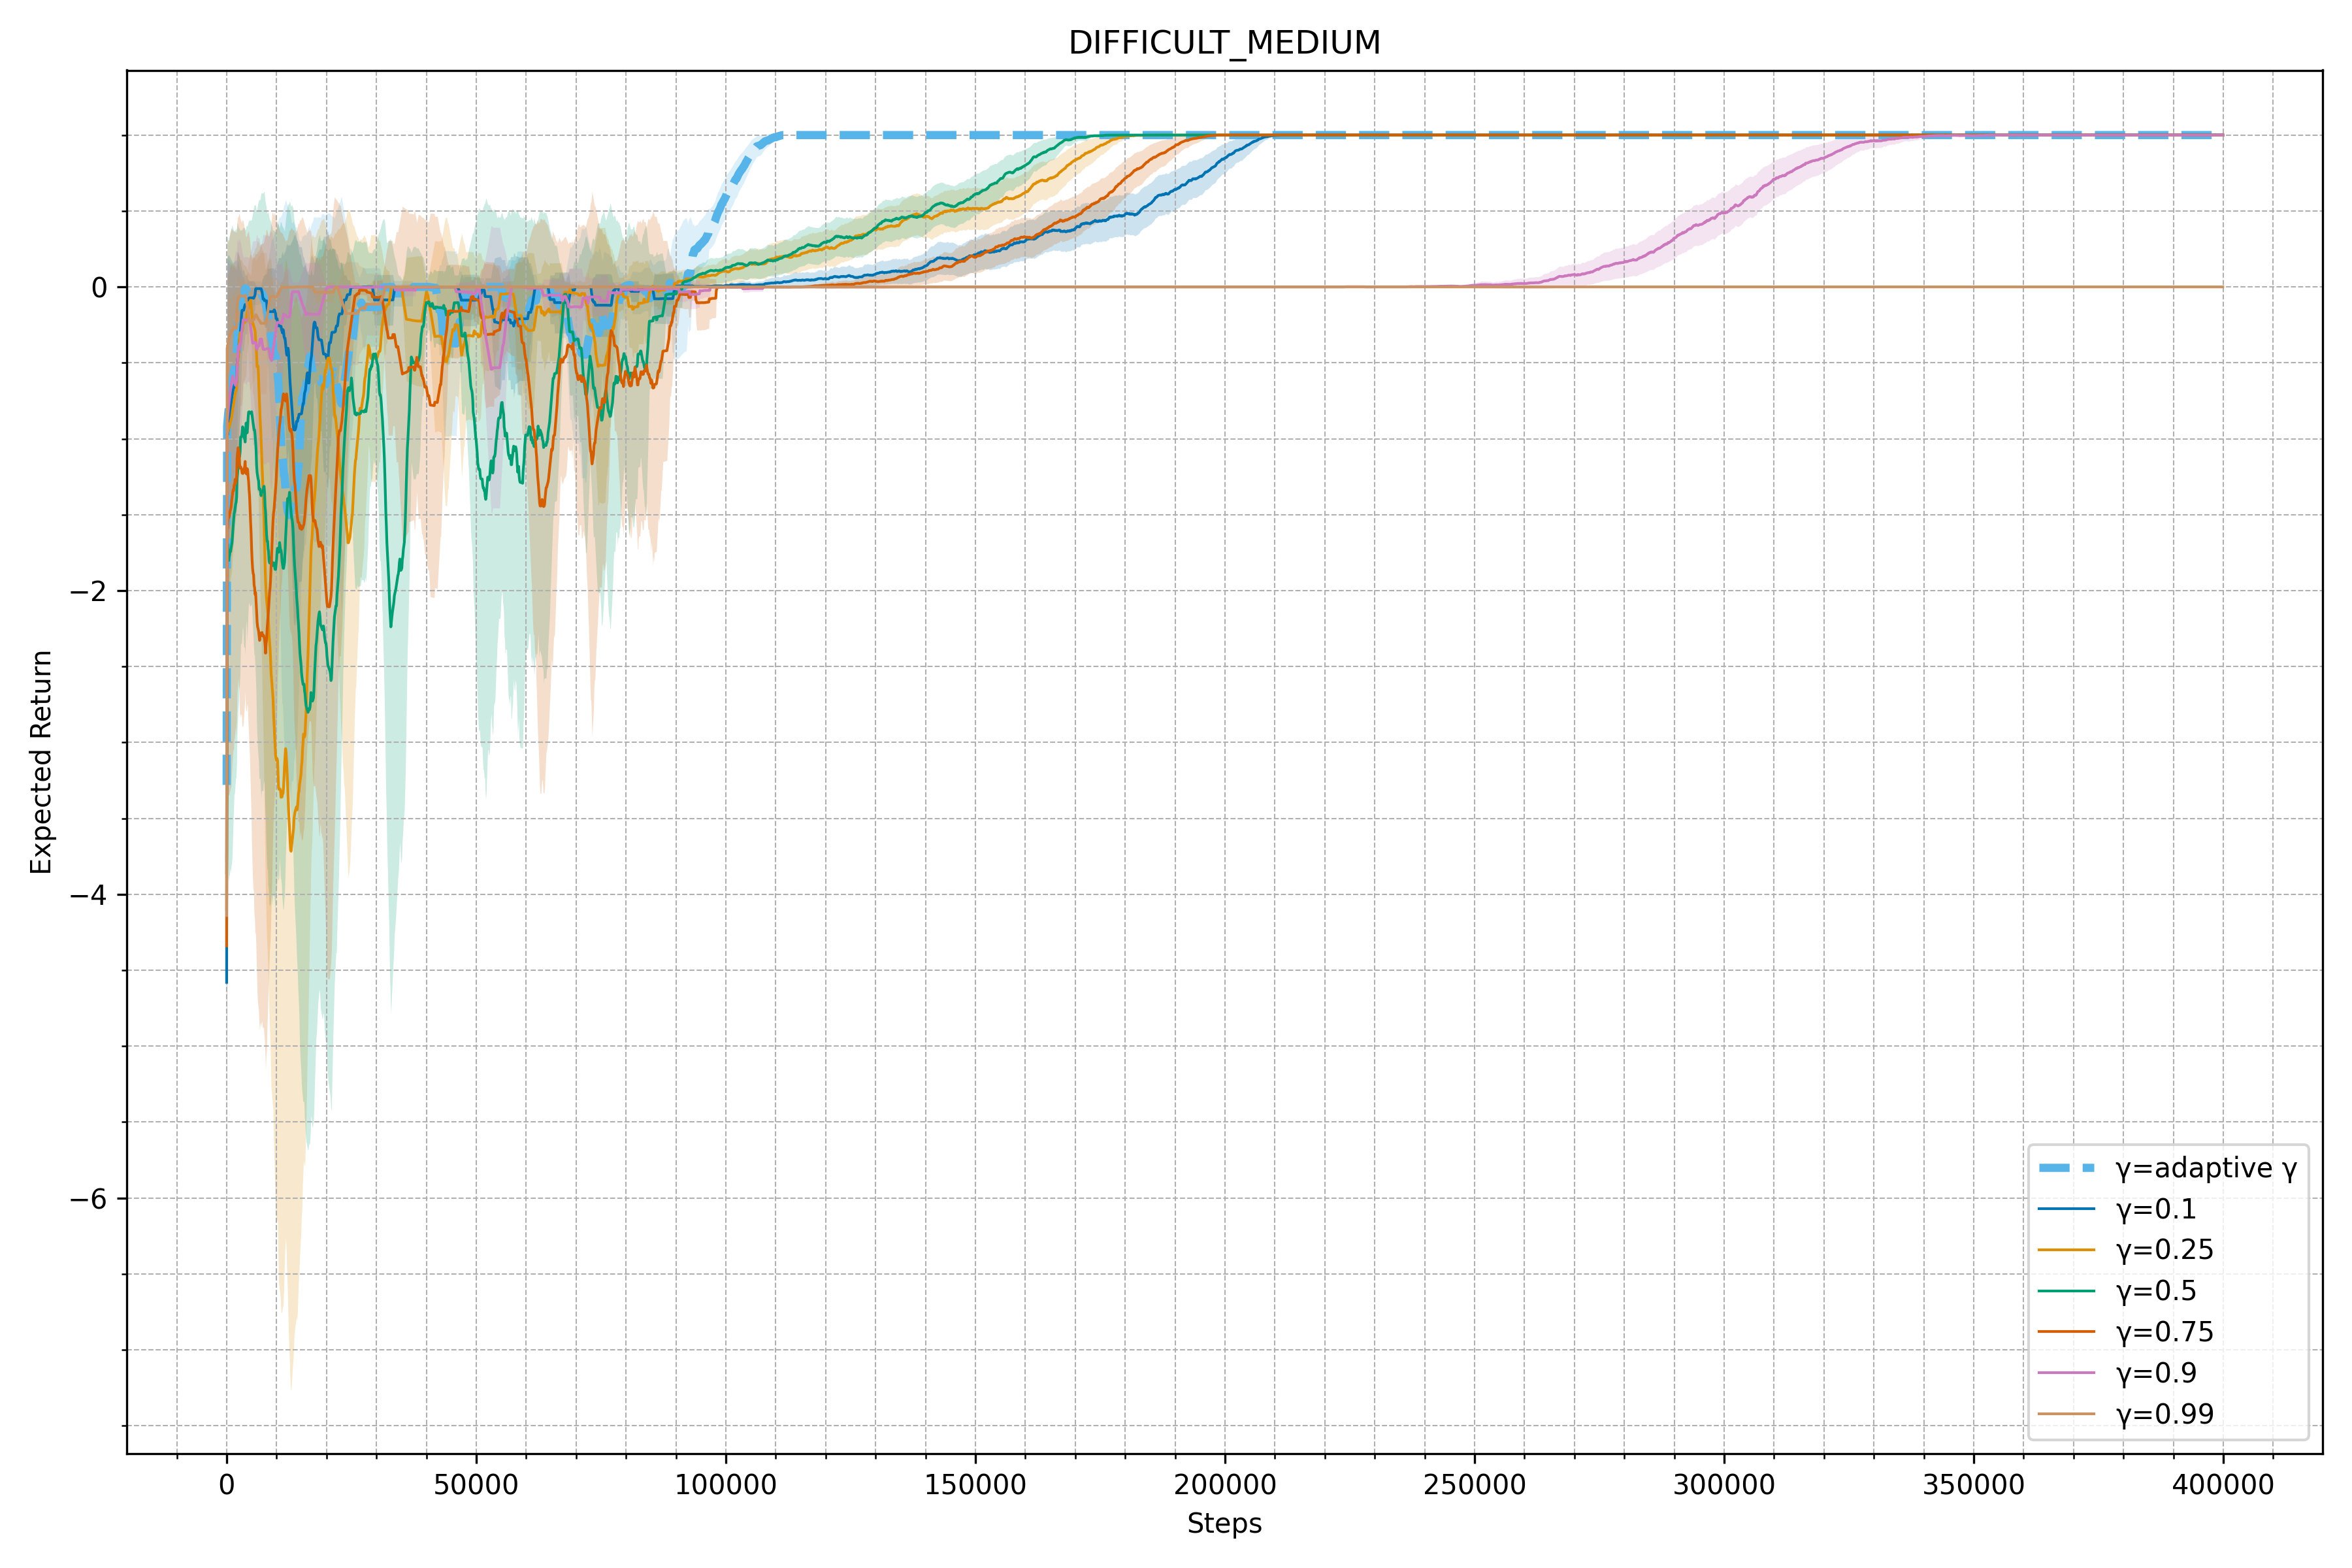 DIFFICULT_MEDIUM
Expected Return
0
−2
−4
−6
0
50000
100000
150000
200000
250000
300000
350000
400000
Steps
γ=adaptive γ
γ=0.1
γ=0.25
γ=0.5
γ=0.75
γ=0.9
γ=0.99